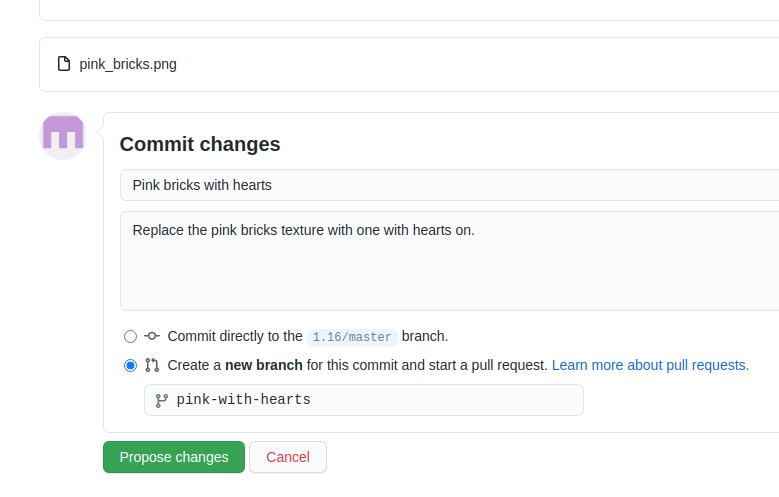 pink_bricks.png
Commit changes
Pink bricks with hearts
Replace the pink bricks texture with one with hearts on.
Commit directly to the 1.16/master branch.
Create a new branch for this commit and start a pull request. Learn more about pull requests.
pink-with-hearts
Propose changes Cancel